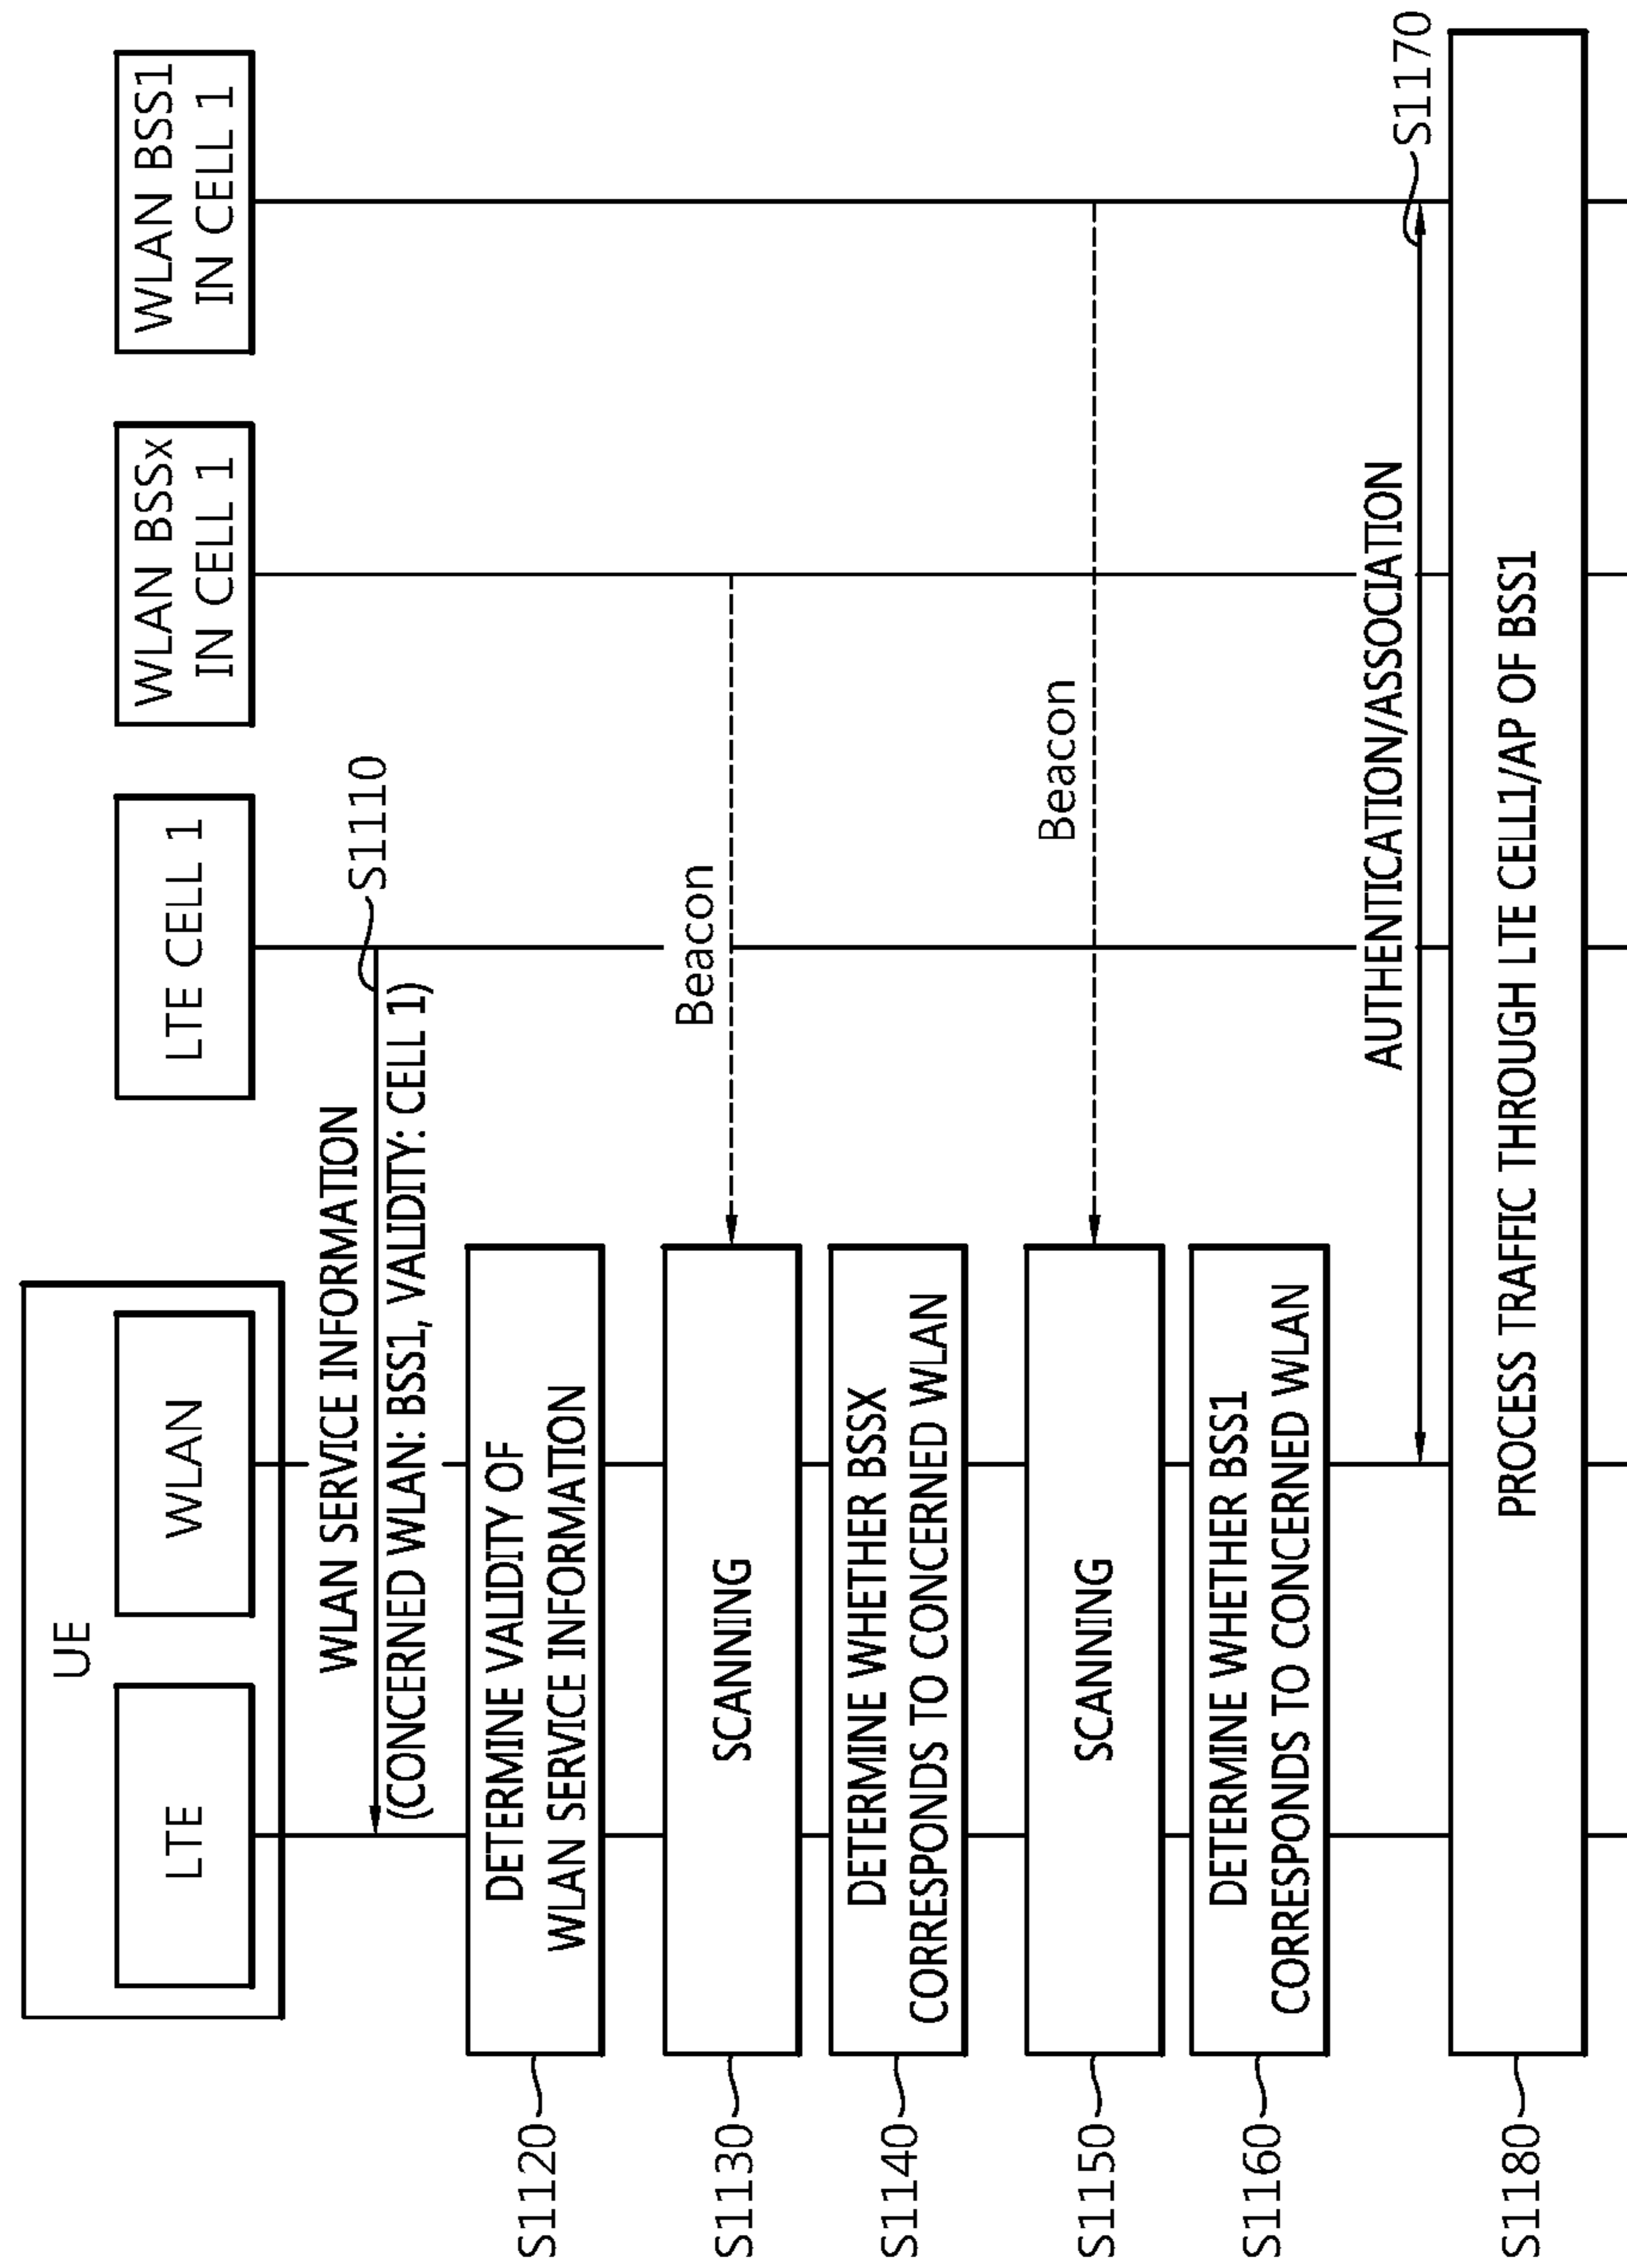 UE
LTE
WLAN
LTE CELL 1
WLAN BSSx
IN CELL 1
WLAN BSS1
IN CELL 1
WLAN SERVICE INFORMATION
S1110
(CONCERNED WLAN: BSS1, VALIDITY: CELL 1)
S1120
DETERMINE VALIDITY OF
WLAN SERVICE INFORMATION
S1130
SCANNING
Beacon
S1140
DETERMINE WHETHER BSSX
CORRESPONDS TO CONCERNED WLAN
S1150
SCANNING
Beacon
S1160
DETERMINE WHETHER BSS1
CORRESPONDS TO CONCERNED WLAN
AUTHENTICATION/ASSOCIATION
S1170
S1180
PROCESS TRAFFIC THROUGH LTE CELL1/AP OF BSS1